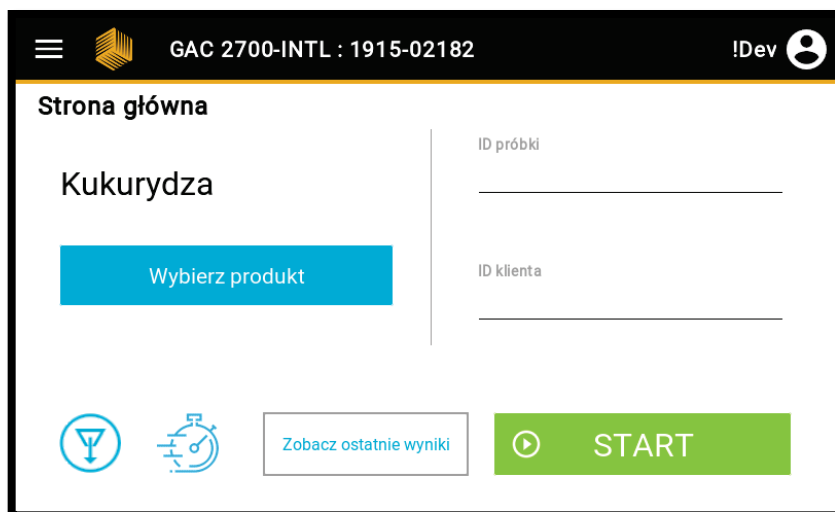 GAC 2700-INTL : 1915-02182
!Dev
Strona główna
Kukurydza
Wybierz produkt
ID próbki
ID klienta
Zobacz ostatnie wyniki
START